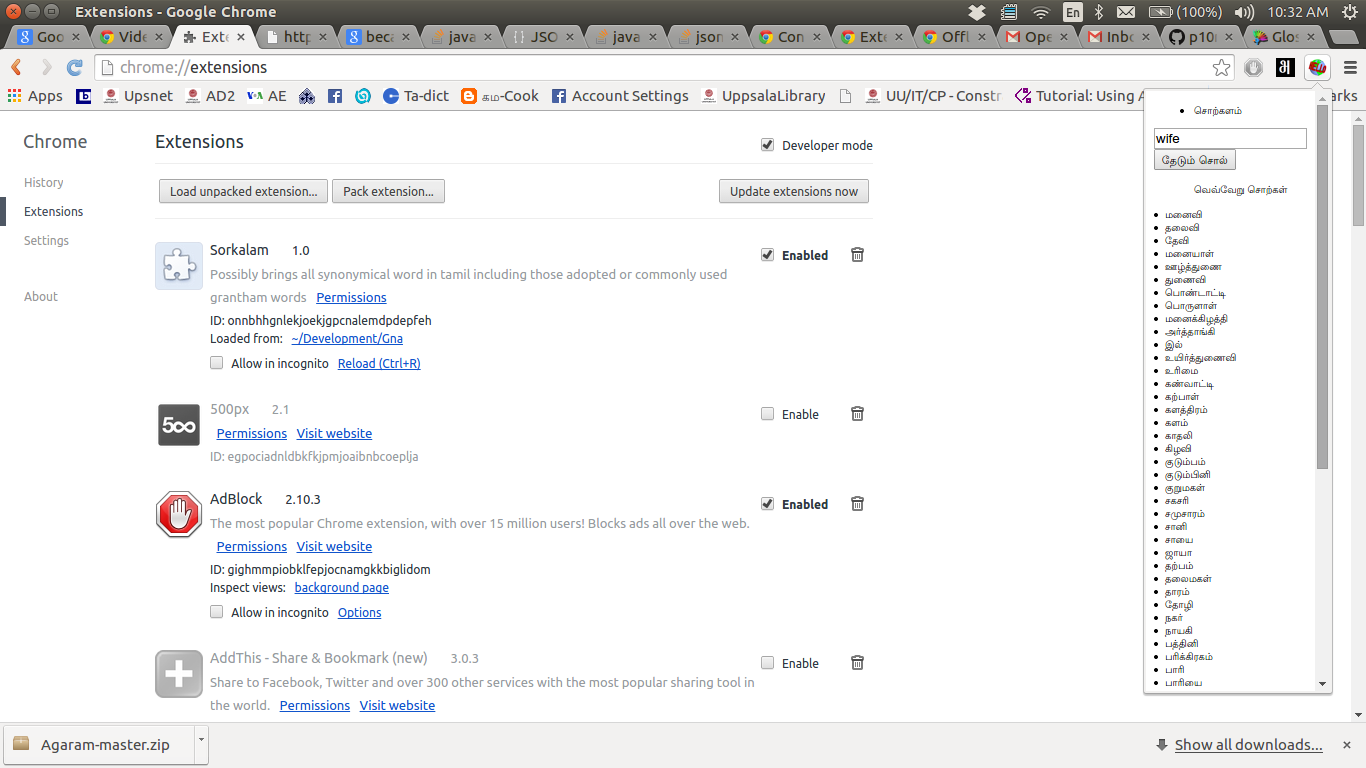 Extensions - Google Chrome
En
(100%)
10:32 AM
Goo
Vide
Exte
http
beca
java
JSO
java
json
Con
Exte
Offl
Ope
Inbo
p10r
Glos
chrome://extensions
Apps
Upsnet
AD2
AE
Ta-dict
கம-Cook
Account Settings
UppsalaLibrary
UU/IT/CP - Constr
Tutorial: Using A
Chrome
History
Extensions
Settings
About
Extensions
Developer mode
Load unpacked extension...
Pack extension...
Update extensions now
Sorkalam 1.0
Enabled
Possibly brings all synonymical word in tamil including those adopted or commonly used
grantham words Permissions
ID: onnbhhgnlekjoekjgpcnalemdpdepfeh
Loaded from: ~/Development/Gna
Allow in incognito Reload (Ctrl+R)
500px 2.1
Enable
Permissions Visit website
ID: egpociadnldbkfkjpmjoaibnbcoeplja
AdBlock 2.10.3
Enabled
The most popular Chrome extension, with over 15 million users! Blocks ads all over the web.
Permissions Visit website
ID: gighmmpiobklfepjocnamgkkbiglidom
Inspect views: background page
Allow in incognito Options
AddThis - Share & Bookmark (new) 3.0.3
Enable
Share to Facebook, Twitter and over 300 other services with the most popular sharing tool in
the world. Permissions Visit website
சொற்களம்
wife
தேடும் சொல்
வெவ்வேறு சொற்கள்
மனைவி
தலைவி
தேவி
மனையாள்
ஊழ்த்துணை
துணைவி
பொண்டாட்டி
பொருளாள்
மனைக்கிழத்தி
அர்த்தாங்கி
இல்
உயிர்த்துணைவி
உரிமை
கண்வாட்டி
கற்பாள்
களத்திரம்
களம்
காதலி
கிழவி
குடும்பம்
குடும்பினி
குறுமகள்
சகசரி
சமுசாரம்
சானி
சாயை
ஜாயா
தற்பம்
தலைமகள்
தாரம்
தோழி
நகர்
நாயகி
பத்தினி
பரிக்கிரகம்
பாரி
பாரியை
Agaram-master.zip
Show all downloads...